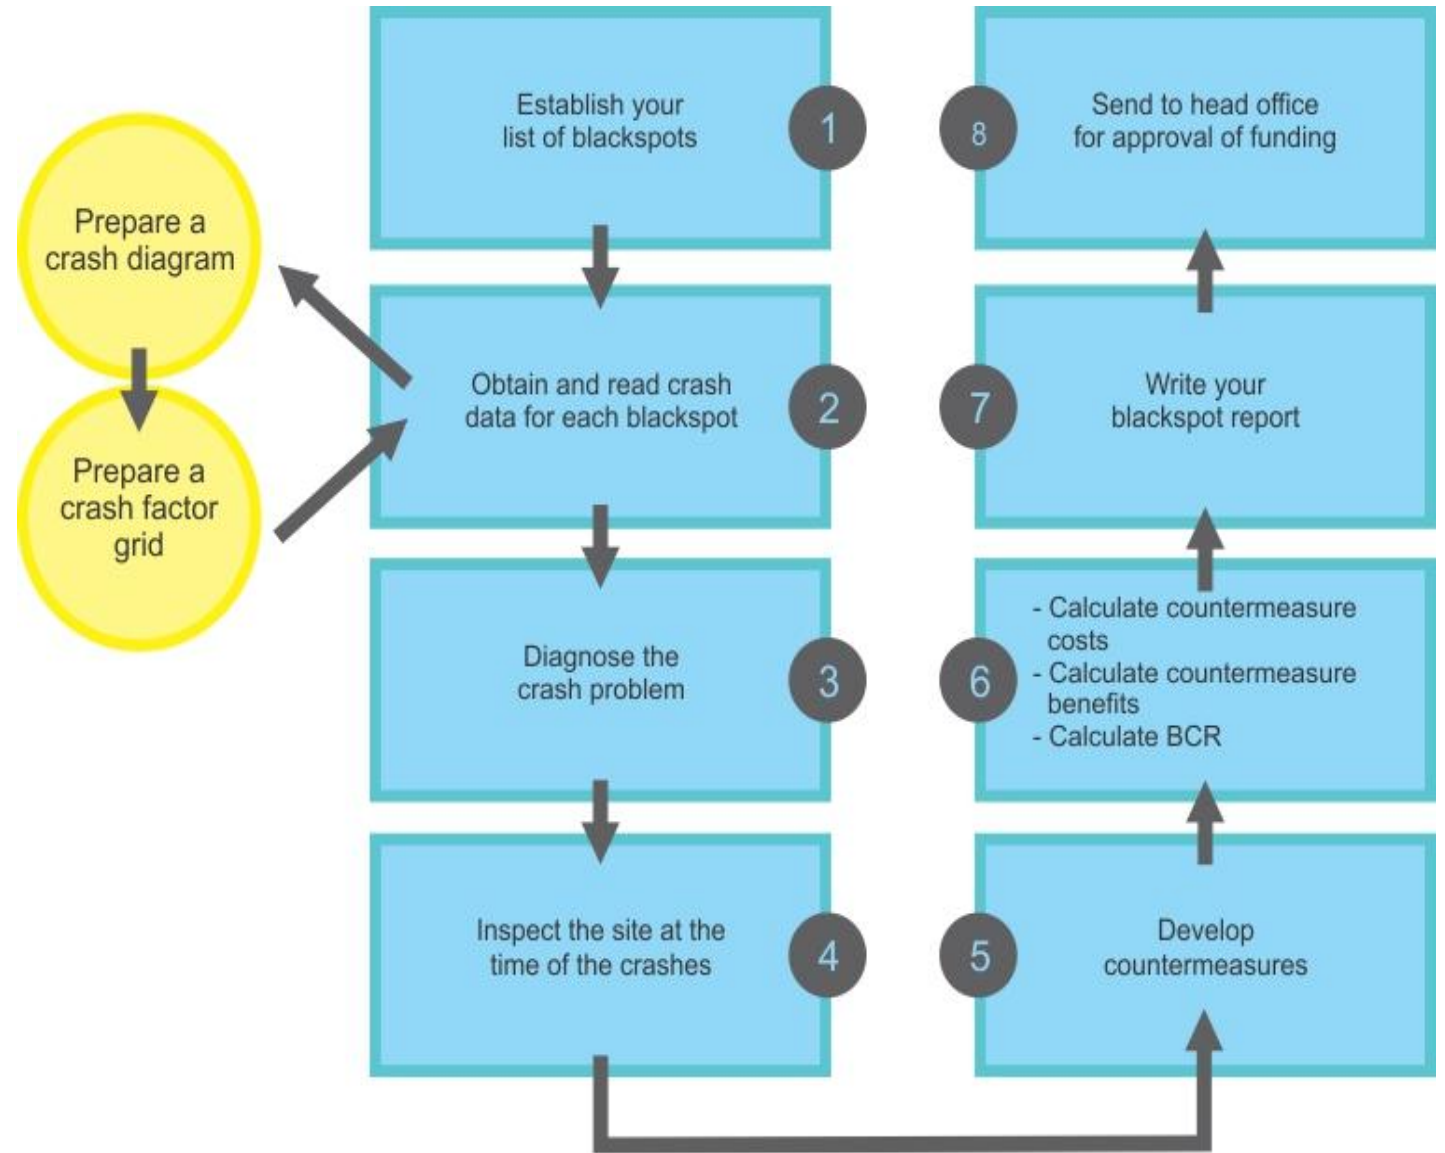 Establish your
list of blackspots
1
Prepare a
crash diagram
Prepare a
crash factor
grid
Obtain and read crash
data for each blackspot
2
Diagnose the
crash problem
3
Inspect the site at the
time of the crashes
4
Develop
countermeasures
5
- Calculate countermeasure
costs
- Calculate countermeasure
benefits
- Calculate BCR
6
Write your
blackspot report
7
Send to head office
for approval of funding
8